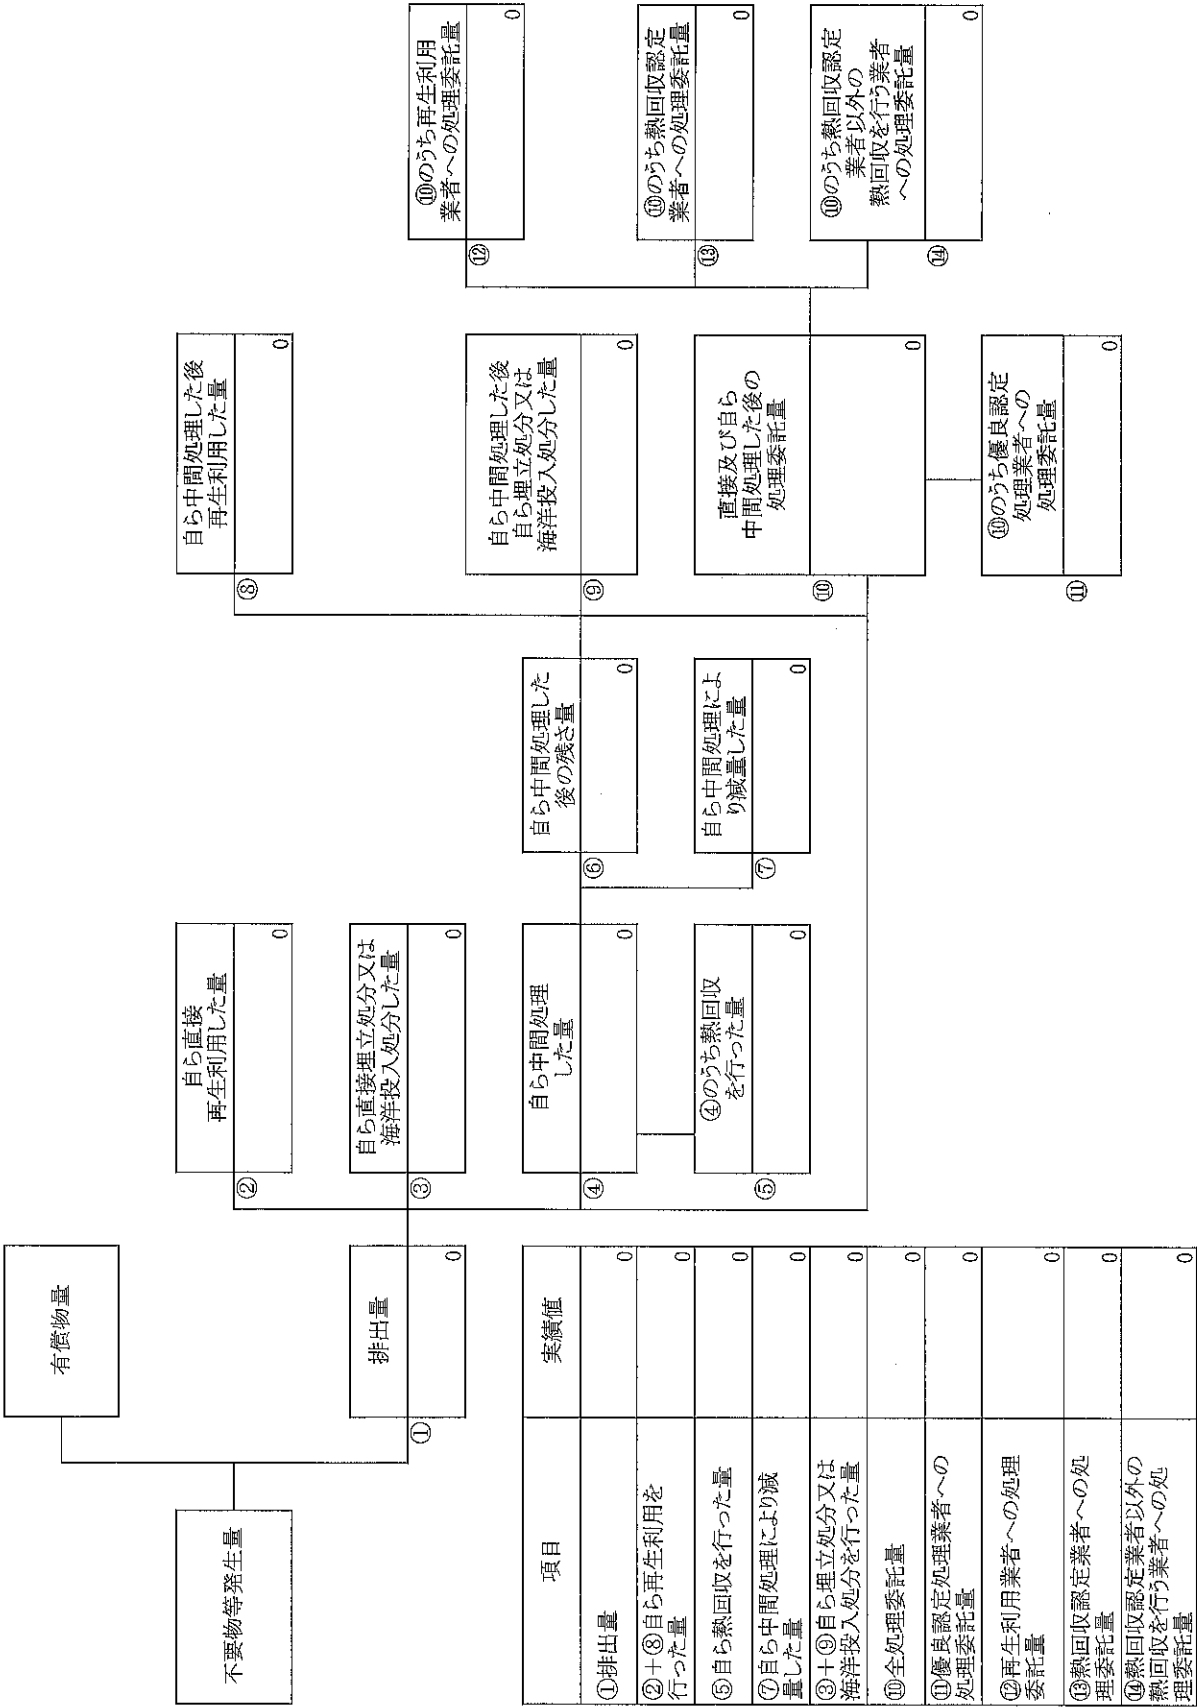 不要物等発生量
有償物量
排出量
①
0
自ら直接
再生利用した量
②
0
自ら直接埋立処分又は
海洋投入処分した量
③
0
自ら中間処理
した量
④
0
④のうち熱回収
を行った量
⑤
0
自ら中間処理した
後の残さ量
⑥
0
自ら中間処理によ
り減量した量
⑦
0
自ら中間処理した後
再生利用した量
⑧
0
自ら中間処理した後
自ら埋立処分又は
海洋投入処分した量
⑨
0
直接及び自ら
中間処理した後の
処理委託量
⑩
0
⑩のうち優良認定
処理業者への
処理委託量
⑪
0
⑩のうち再生利用
業者への処理委託量
⑫
0
⑩のうち熱回収認定
業者への処理委託量
⑬
0
⑩のうち熱回収認定
業者以外の
熱回収を行う業者
への処理委託量
⑭
0
項目 実績値
①排出量 0
②+⑧自ら再生利用を
行った量 0
⑤自ら熱回収を行った量 0
⑦自ら中間処理により減
量した量 0
③+⑨自ら埋立処分又は
海洋投入処分を行った量 0
⑩全処理委託量 0
⑪優良認定処理業者への
処理委託量 0
⑫再生利用業者への処理
委託量 0
⑬熱回収認定業者への処
理委託量 0
⑭熱回収認定業者以外の
熱回収を行う業者への処
理委託量 0